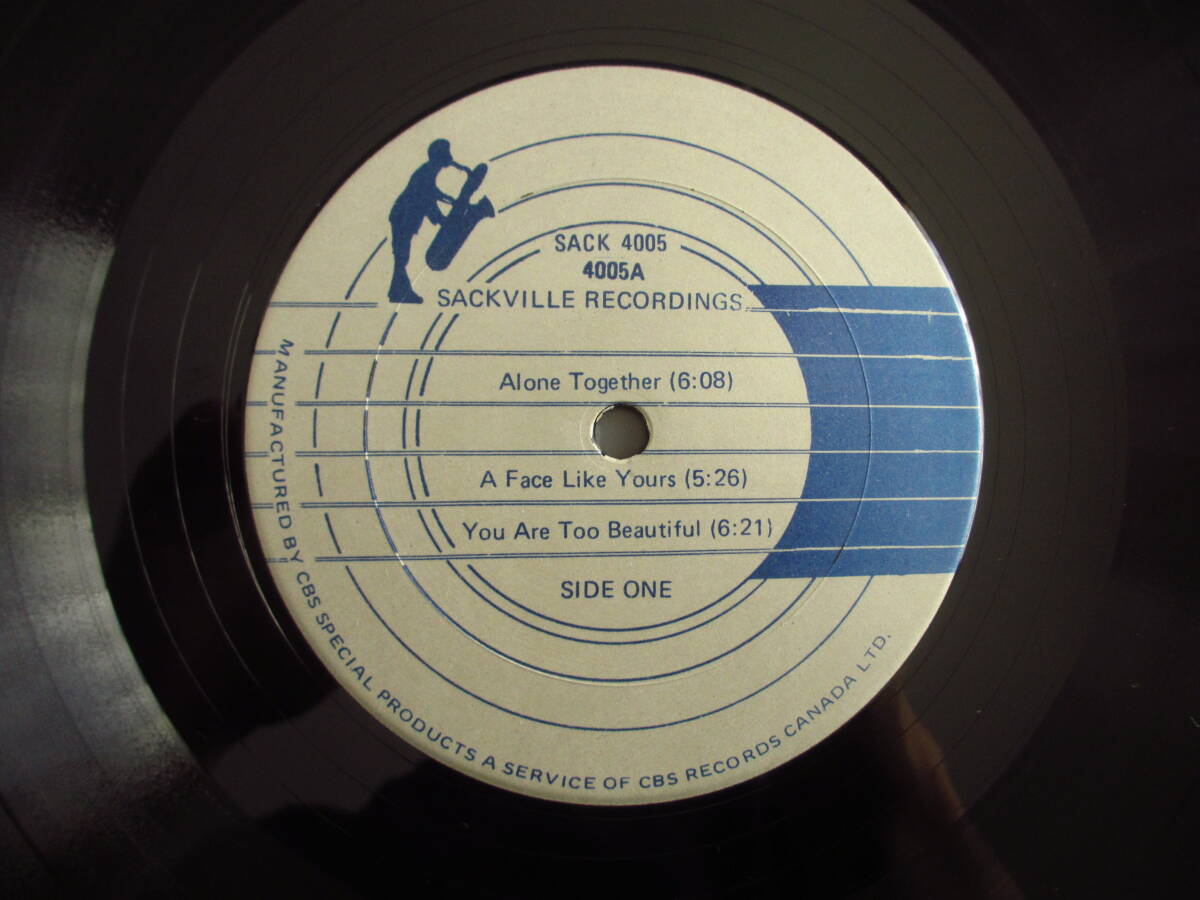 SACK 4005
4005A
SACKVILLE RECORDINGS
Alone Together (6:08)
A Face Like Yours (5:26)
You Are Too Beautiful (6:21)
SIDE ONE
MANUFACTURED BY CBS SPECIAL PRODUCTS A SERVICE OF CBS RECORDS CANADA LTD.